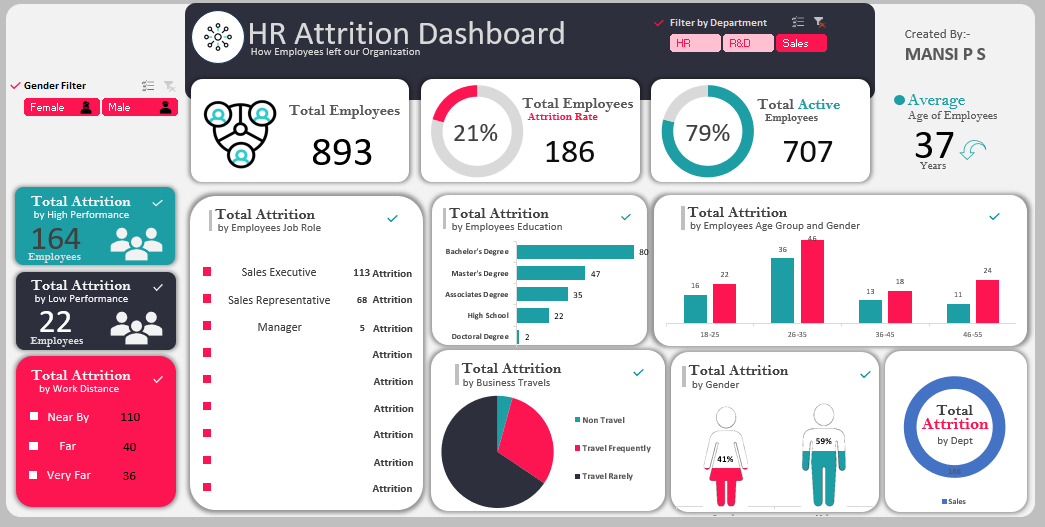 HR Attrition Dashboard
How Employees left our Organization
Filter by Department
HR
R&D
Sales
Created By:-
MANSI P S
Gender Filter
Female
Male
Total Employees
893
Total Employees
Attrition Rate
21%
186
Total Active
Employees
79%
707
Average
Age of Employees
37
Years
Total Attrition
by High Performance
164
Employees
Total Attrition
by Low Performance
22
Employees
Total Attrition
by Work Distance
Near By 110
Far 40
Very Far 36
Total Attrition
by Employees Job Role
Sales Executive 113 Attrition
Sales Representative 68 Attrition
Manager 5 Attrition
Attrition
Attrition
Attrition
Attrition
Attrition
Attrition
Total Attrition
by Employees Education
Bachelor's Degree 80
Master's Degree 47
Associates Degree 35
High School 22
Doctoral Degree 2
Total Attrition
by Employees Age Group and Gender
16 22 36 46 13 18 11 24
18-25 26-35 36-45 46-55
Total Attrition
by Business Travels
Non Travel
Travel Frequently
Travel Rarely
Total Attrition
by Gender
41%
59%
Total
Attrition
by Dept
186
Sales